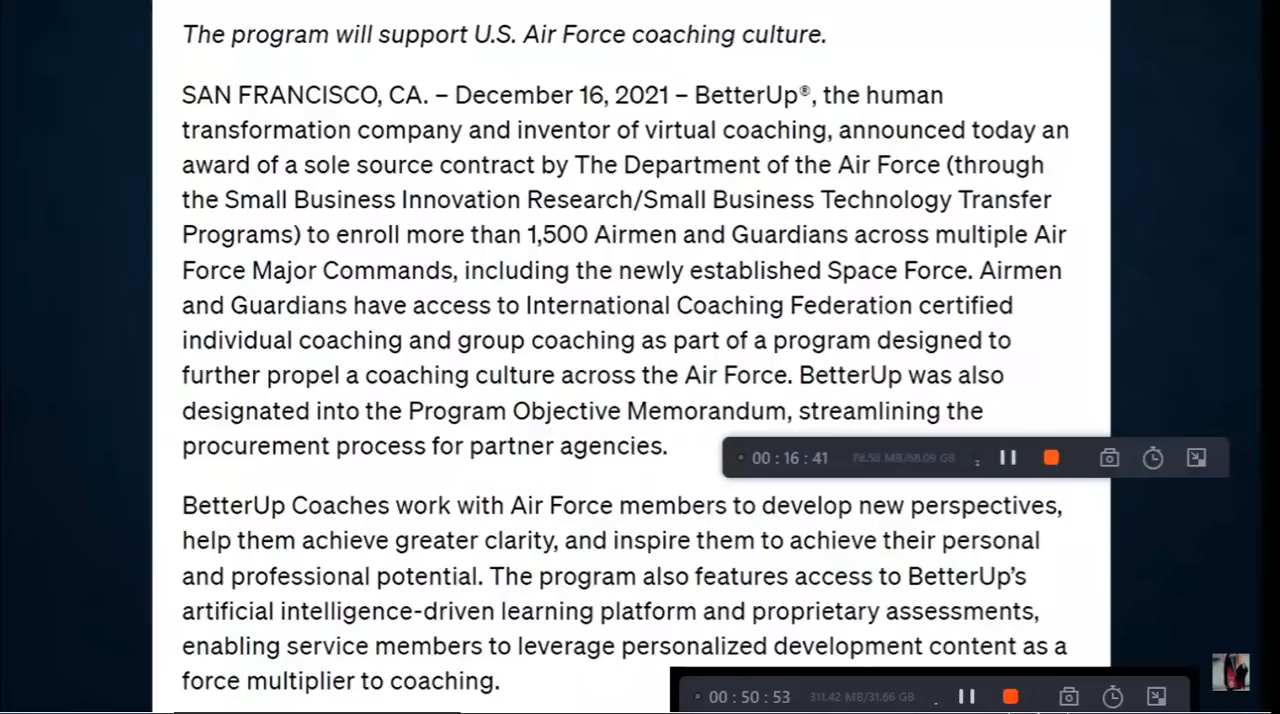 The program will support U.S. Air Force coaching culture.
SAN FRANCISCO, CA. – December 16, 2021 – BetterUp®, the human
transformation company and inventor of virtual coaching, announced today an
award of a sole source contract by The Department of the Air Force (through
the Small Business Innovation Research/Small Business Technology Transfer
Programs) to enroll more than 1,500 Airmen and Guardians across multiple Air
Force Major Commands, including the newly established Space Force. Airmen
and Guardians have access to International Coaching Federation certified
individual coaching and group coaching as part of a program designed to
further propel a coaching culture across the Air Force. BetterUp was also
designated into the Program Objective Memorandum, streamlining the
procurement process for partner agencies.
00 : 16 : 41 78.56 MB/68.09 GB
BetterUp Coaches work with Air Force members to develop new perspectives,
help them achieve greater clarity, and inspire them to achieve their personal
and professional potential. The program also features access to BetterUp's
artificial intelligence-driven learning platform and proprietary assessments,
enabling service members to leverage personalized development content as a
force multiplier to coaching.
00 : 50 : 53 311.42 MB/31.66 GB